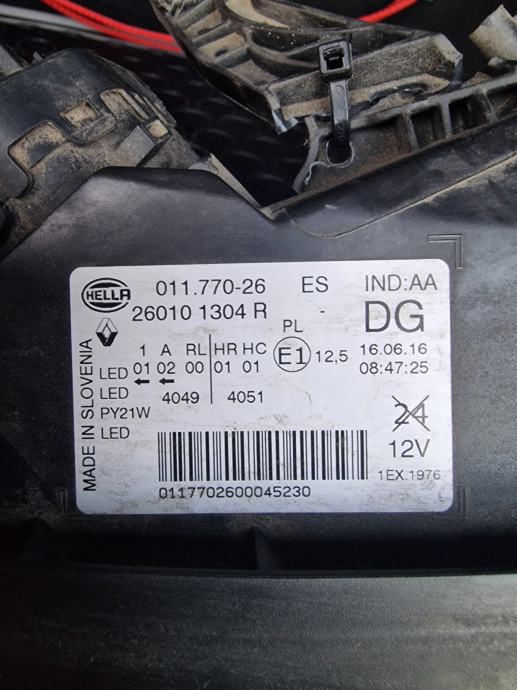 HELLA 011.770-26 ES IND:AA
26010 1304 R - DG
PL
1 A RL HR HC E1 12,5 16.06.16
LED 01 02 00 01 01 08:47:25
LED ← ← 4049 4051
PY21W 24
LED 12V
1EX.1976
0117702600045230
MADE IN SLOVENIA